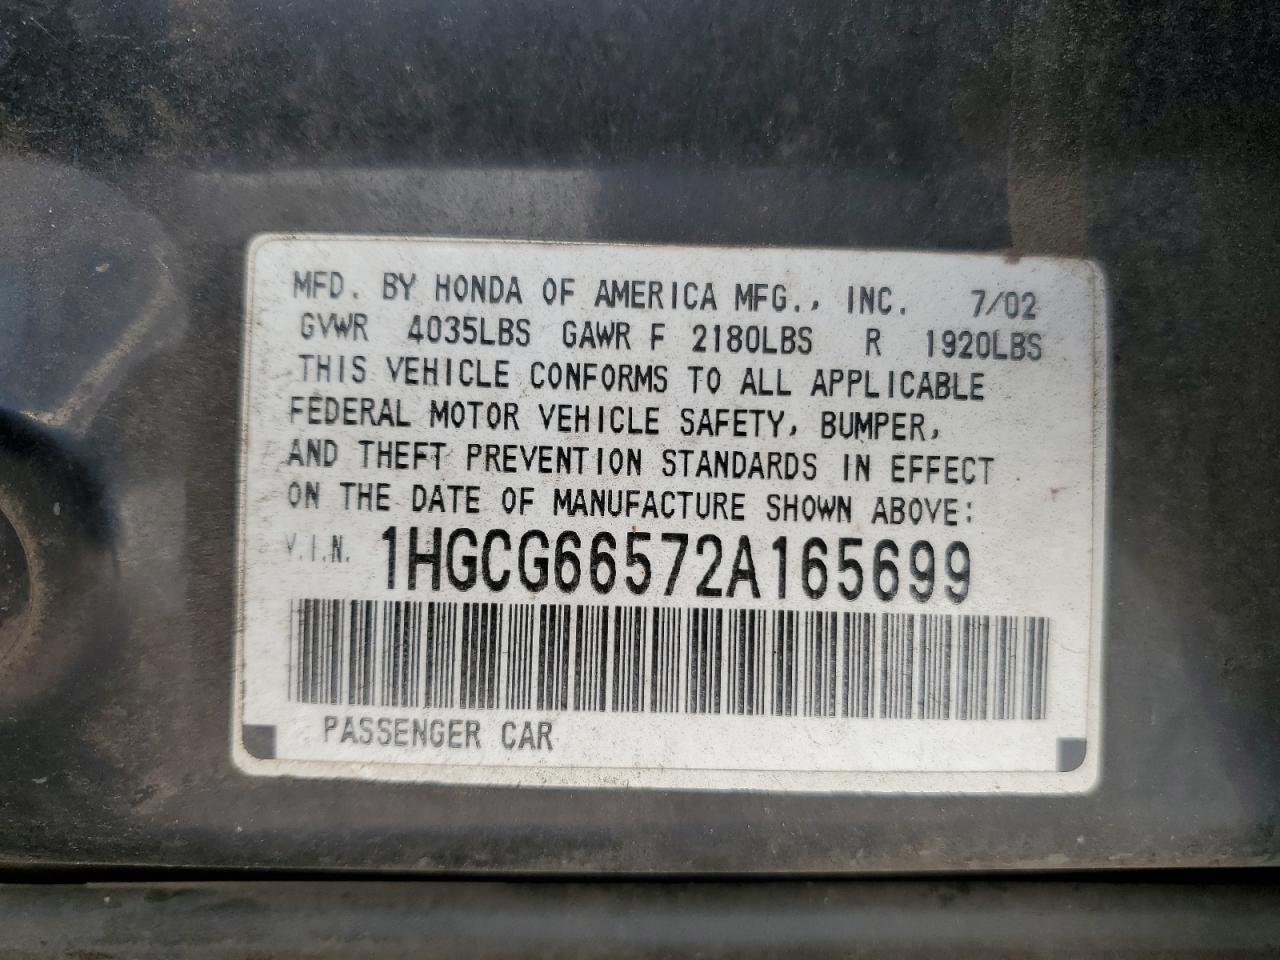 MFD. BY HONDA OF AMERICA MFG., INC. 7/02
GVWR 4035LBS GAWR F 2180LBS R 1920LBS
THIS VEHICLE CONFORMS TO ALL APPLICABLE
FEDERAL MOTOR VEHICLE SAFETY, BUMPER,
AND THEFT PREVENTION STANDARDS IN EFFECT
ON THE DATE OF MANUFACTURE SHOWN ABOVE:
V.I.N. 1HGCG66572A165699
PASSENGER CAR